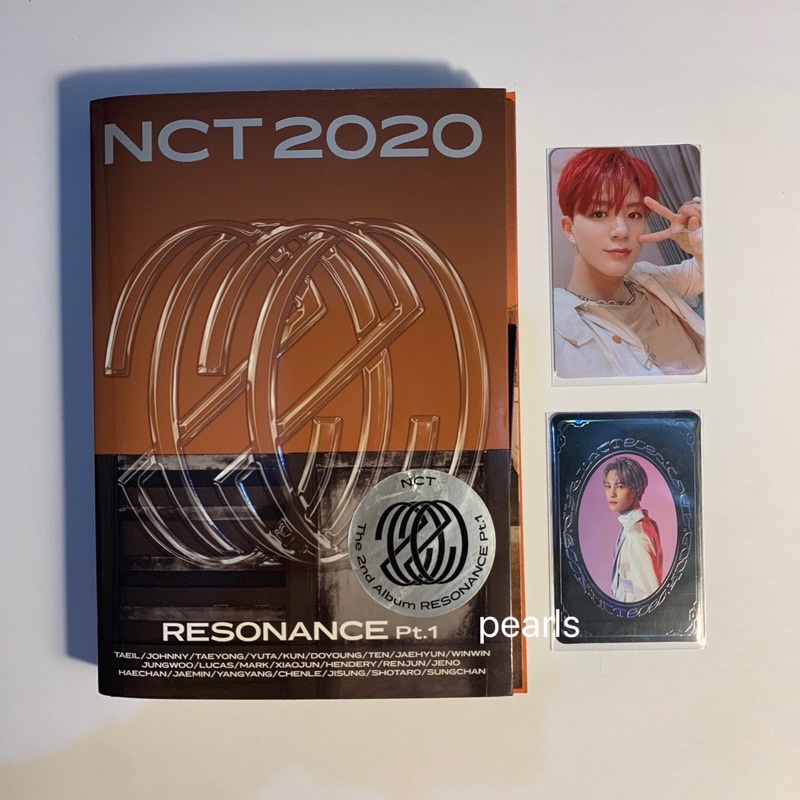 NCT 2020
NCT
The 2nd Album RESONANCE Pt.1
RESONANCE Pt.1
pearls
TAEIL/JOHNNY/TAEYONG/YUTA/KUN/DOYOUNG/TEN/JAEHYUN/WINWIN
JUNGWOO/LUCAS/MARK/XIAOJUN/HENDERY/RENJUN/JENO
HAECHAN/JAEMIN/YANGYANG/CHENLE/JISUNG/SHOTARO/SUNGCHAN